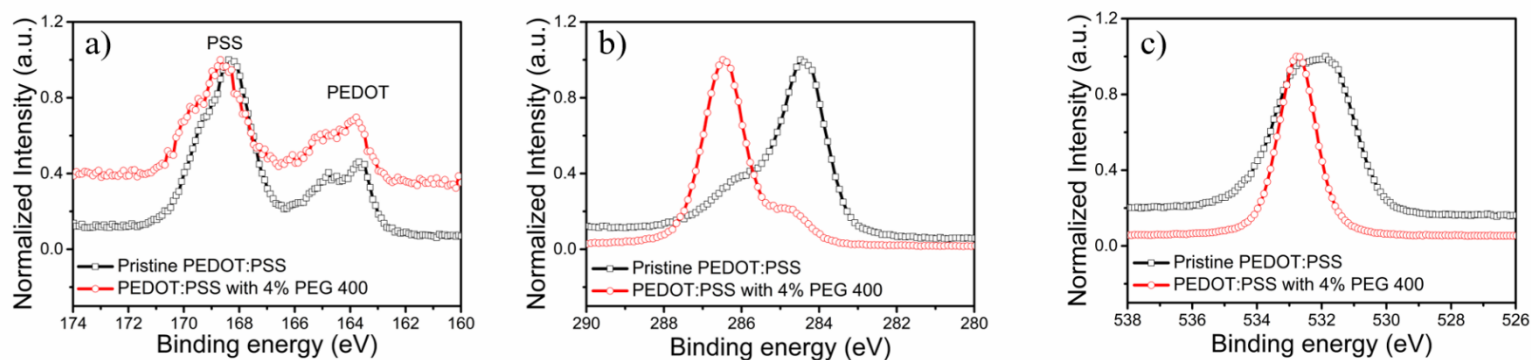 a)
PSS
PEDOT
Normalized Intensity (a.u.)
1.2
0.8
0.4
0.0
Pristine PEDOT:PSS
PEDOT:PSS with 4% PEG 400
174 172 170 168 166 164 162 160
Binding energy (eV)
b)
Normalized Intensity (a.u.)
1.2
0.8
0.4
0.0
Pristine PEDOT:PSS
PEDOT:PSS with 4% PEG 400
290 288 286 284 282 280
Binding energy (eV)
c)
Normalized Intensity (a.u.)
1.2
0.8
0.4
0.0
Pristine PEDOT:PSS
PEDOT:PSS with 4% PEG 400
538 536 534 532 530 528 526
Binding energy (eV)